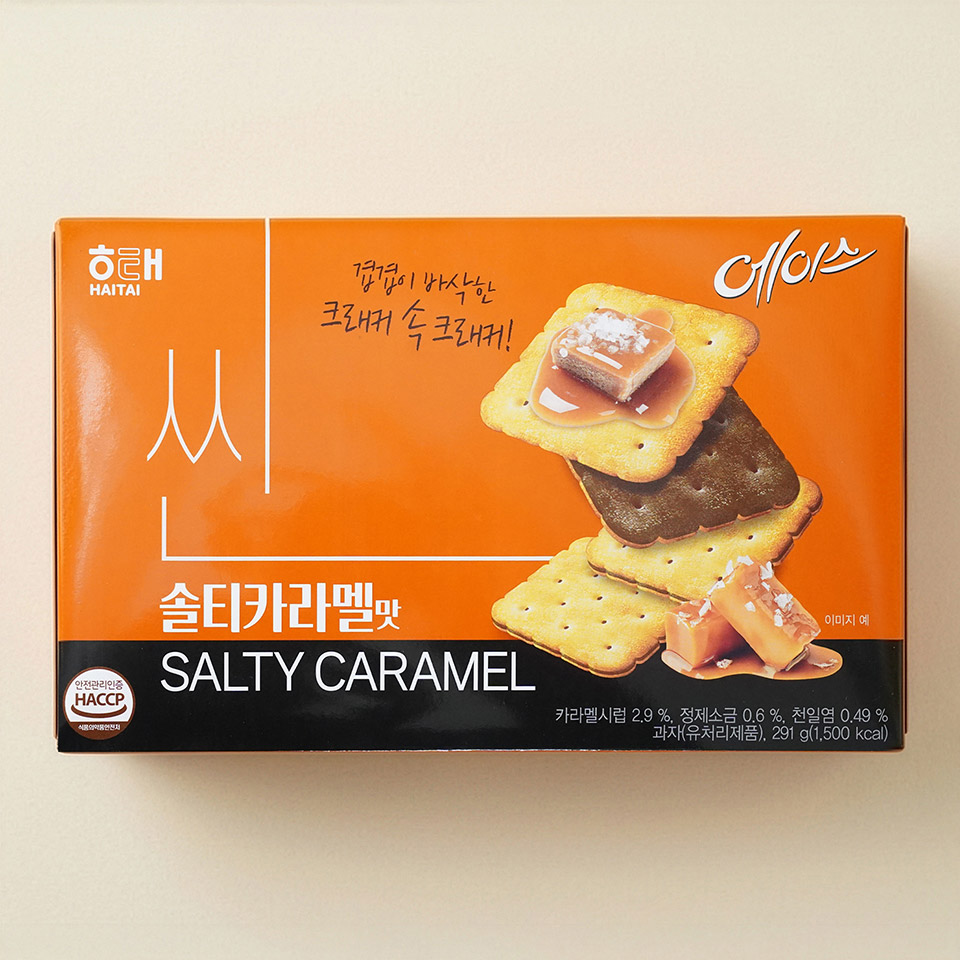 해태
HAITAI
겹겹이 바삭한
크래커 속 크래커!
에이스
씬
솔티카라멜맛
SALTY CARAMEL
이미지 예
안전관리인증
HACCP
식품의약품안전처
카라멜시럽 2.9 %, 정제소금 0.6 %, 천일염 0.49 %
과자(유처리제품), 291 g(1,500 kcal)